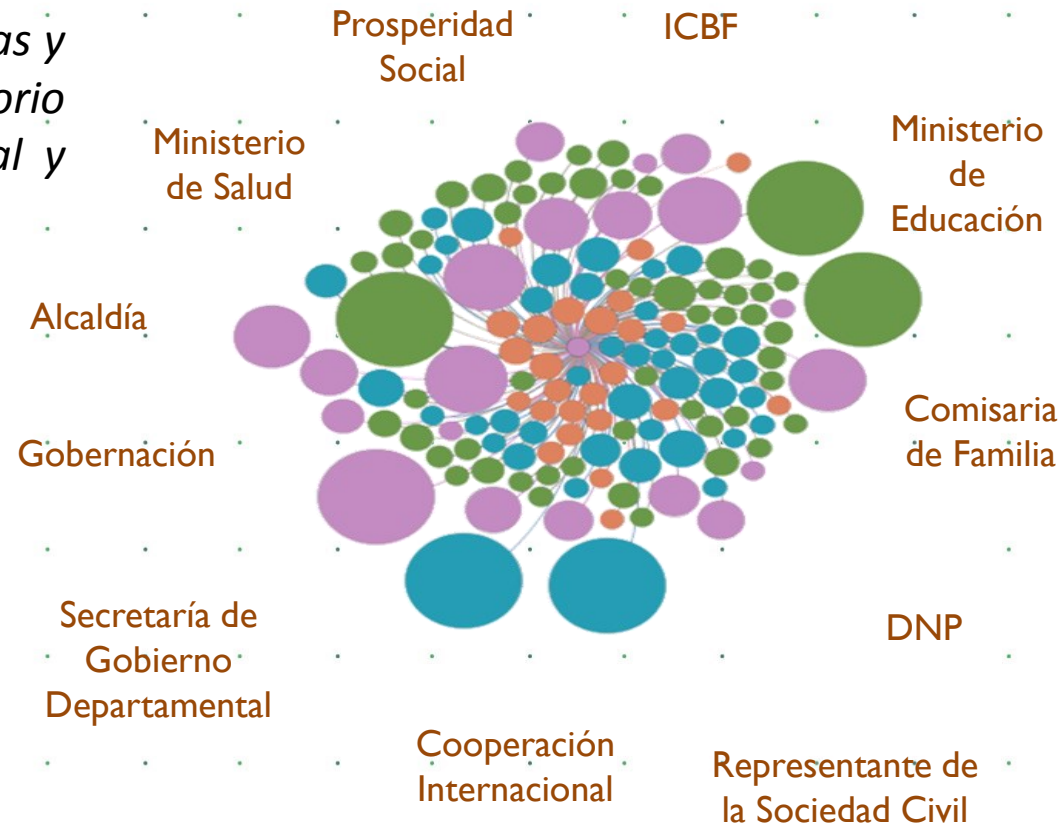 as y
orio
al y
Prosperidad
Social
ICBF
Ministerio
de Salud
Ministerio
de
Educación
Alcaldía
Comisaria
de Familia
Gobernación
Secretaría de
Gobierno
Departamental
DNP
Cooperación
Internacional
Representante de
la Sociedad Civil